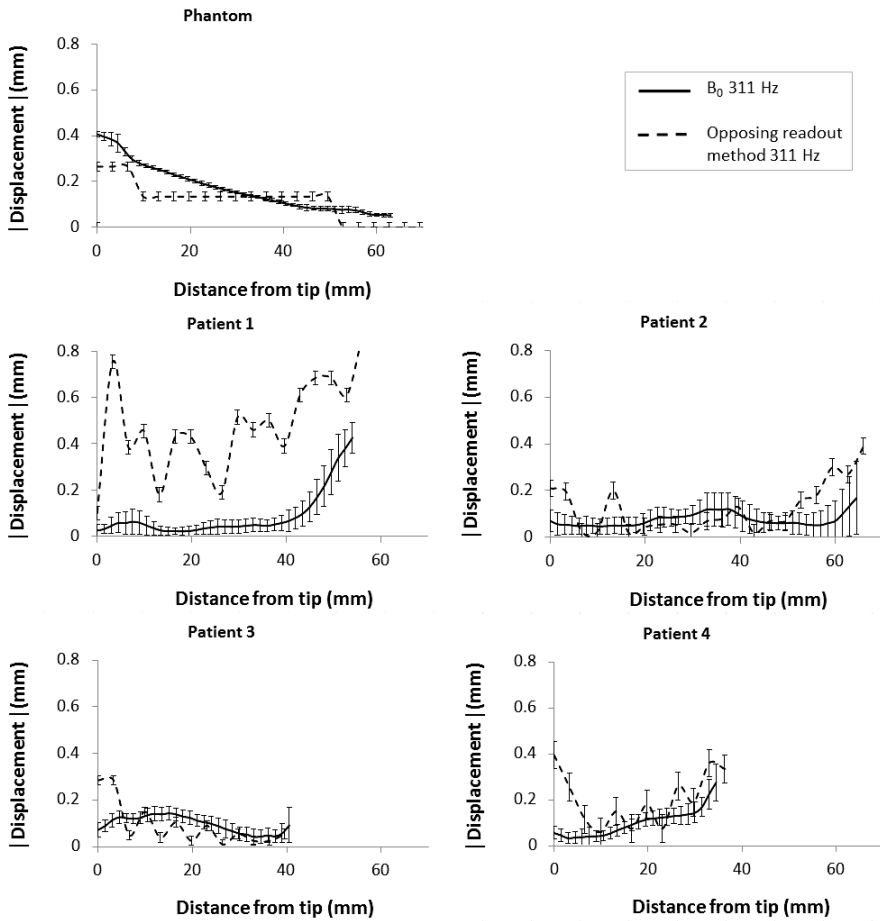 Phantom
0.8
0.6
0.4
0.2
0
| Displacement | (mm)
0 20 40 60
Distance from tip (mm)
B0 311 Hz
Opposing readout
method 311 Hz
Patient 1
0.8
0.6
0.4
0.2
0
| Displacement | (mm)
0 20 40 60
Distance from tip (mm)
Patient 2
0.8
0.6
0.4
0.2
0
| Displacement | (mm)
0 20 40 60
Distance from tip (mm)
Patient 3
0.8
0.6
0.4
0.2
0
| Displacement | (mm)
0 20 40 60
Distance from tip (mm)
Patient 4
0.8
0.6
0.4
0.2
0
| Displacement | (mm)
0 20 40 60
Distance from tip (mm)